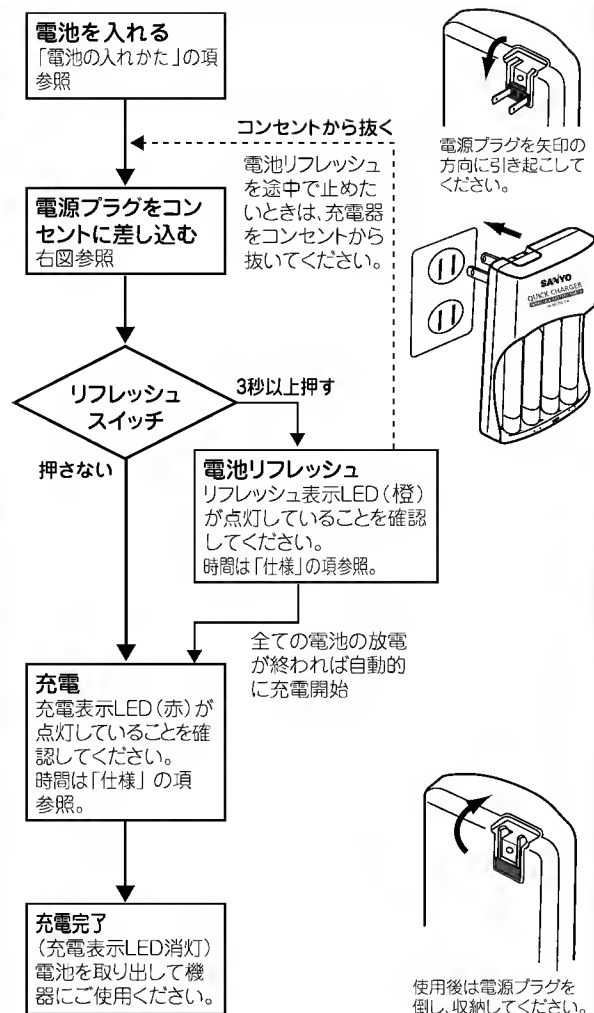 電池を入れる
「電池の入れかた」の項
参照
コンセントから抜く
電池リフレッシュ
を途中で止めた
いときは、充電器
をコンセントから
抜いてください。
電源プラグを矢印の
方向に引き起こして
ください。
電源プラグをコン
セントに差し込む
右図参照
SANYO
QUICK CHARGER
リフレッシュ
スイッチ
3秒以上押す
押さない
電池リフレッシュ
リフレッシュ表示LED（橙）
が点灯していることを確認
してください。
時間は「仕様」の項参照。
全ての電池の放電
が終われば自動的
に充電開始
充電
充電表示LED（赤）が
点灯していることを確
認してください。
時間は「仕様」の項
参照。
充電完了
（充電表示LED消灯）
電池を取り出して機
器にご使用ください。
使用後は電源プラグを
倒し、収納してください。